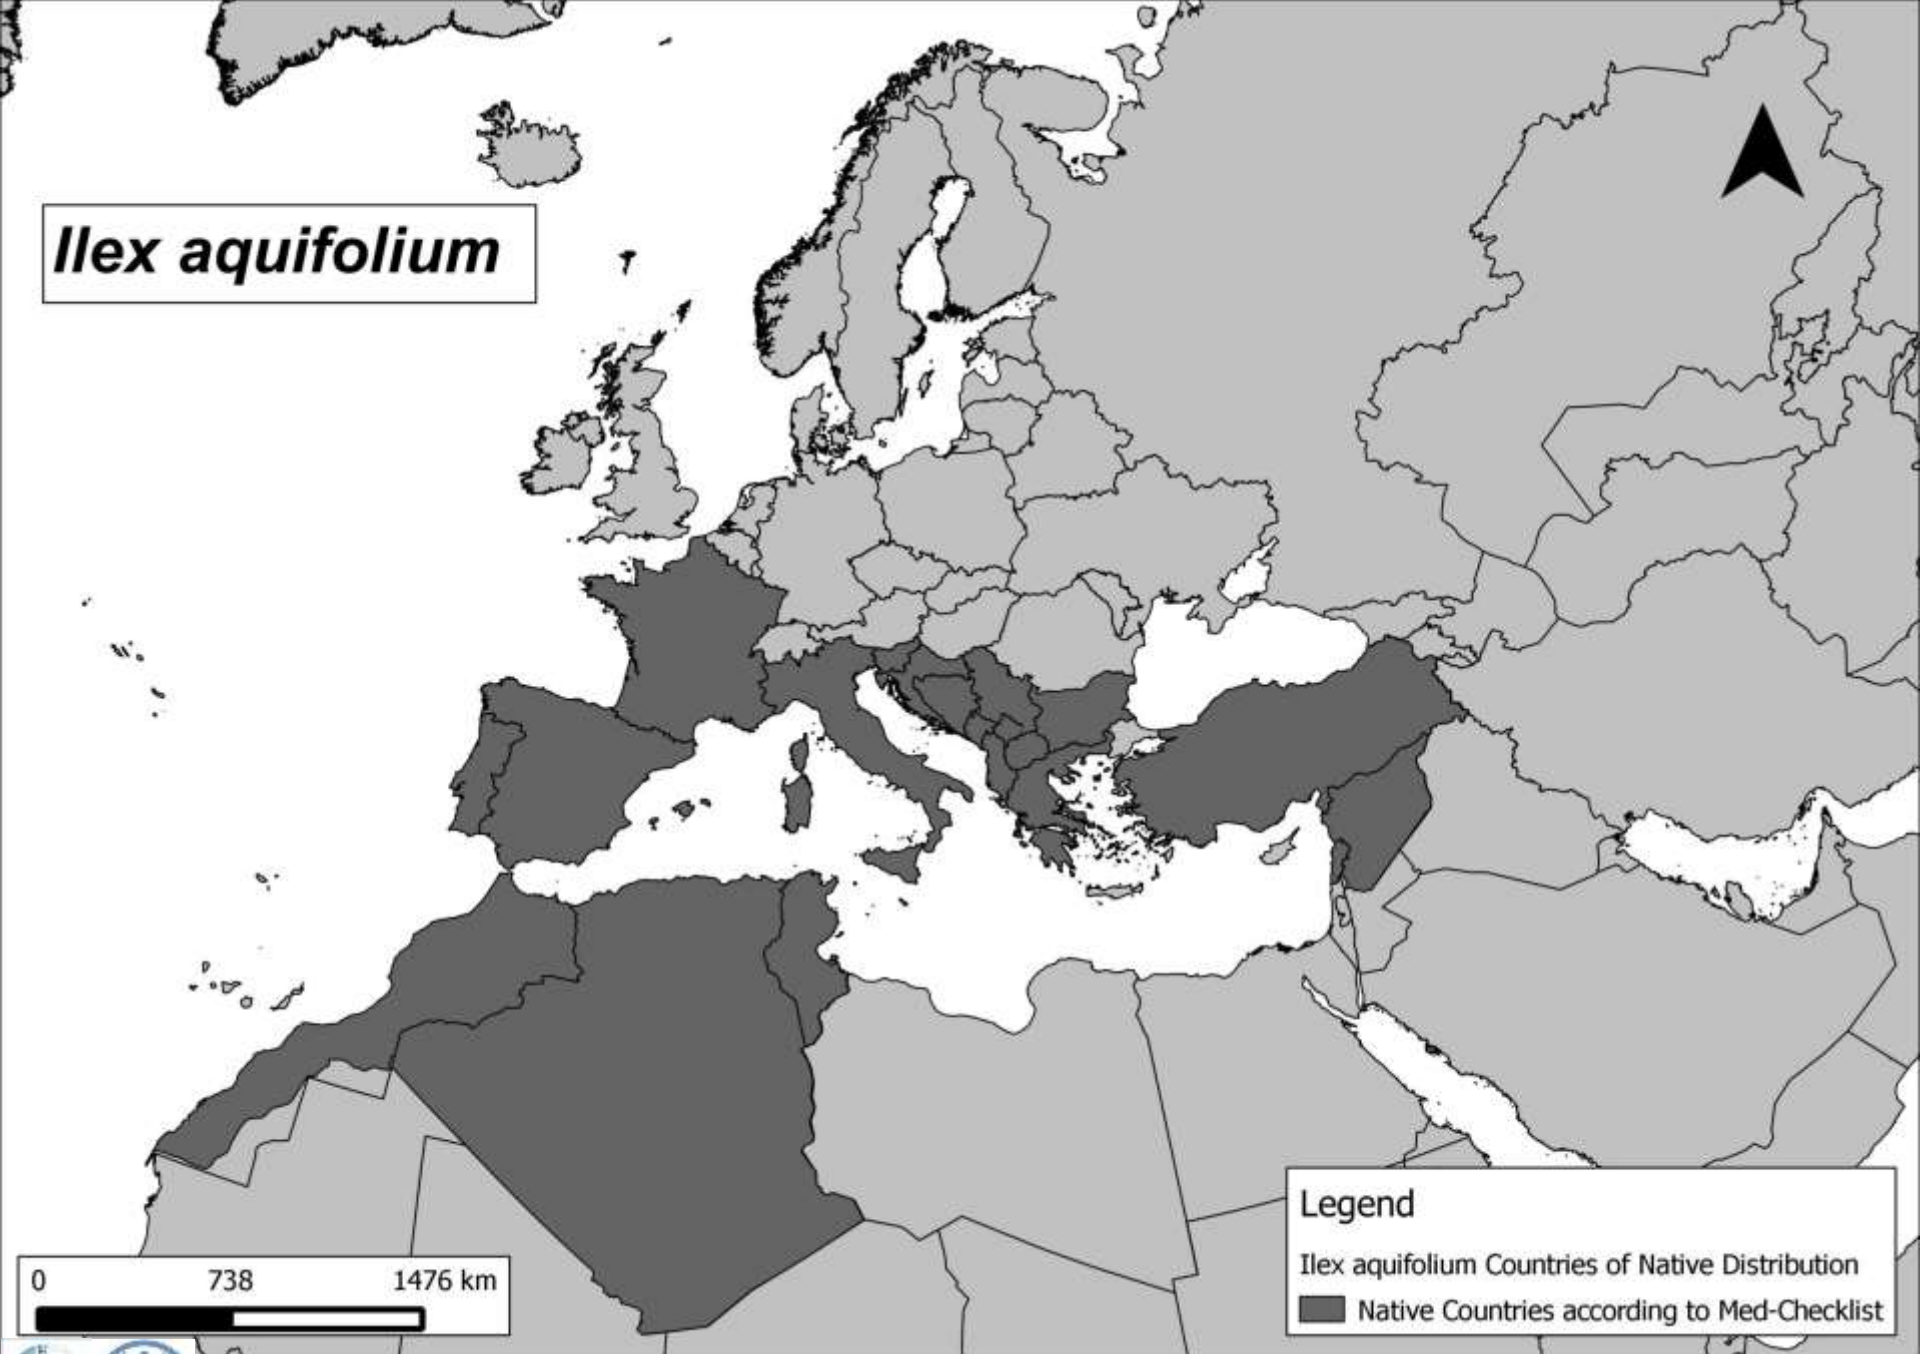 Ilex aquifolium
0 738 1476 km
Legend
Ilex aquifolium Countries of Native Distribution
Native Countries according to Med-Checklist